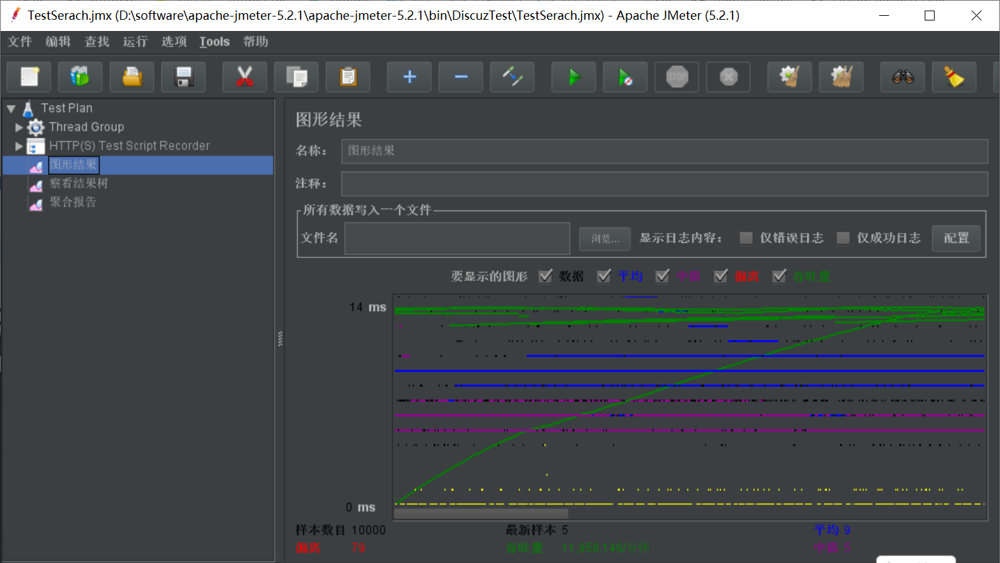 TestSerach.jmx (D:\software\apache-jmeter-5.2.1\apache-jmeter-5.2.1\bin\DiscuzTest\TestSerach.jmx) - Apache JMeter (5.2.1)
文件 编辑 查找 运行 选项 Tools 帮助
STOP
Test Plan
Thread Group
HTTP(S) Test Script Recorder
图形结果
察看结果树
聚合报告
图形结果
名称: 图形结果
注释:
所有数据写入一个文件
文件名 浏览... 显示日志内容: 仅错误日志 仅成功日志 配置
要显示的图形 数据 平均 中值 偏离 吞吐量
14 ms
0 ms
样本数目 10000 最新样本 5 平均 9
偏离 79 吞吐量 11,958.146/分钟 中值